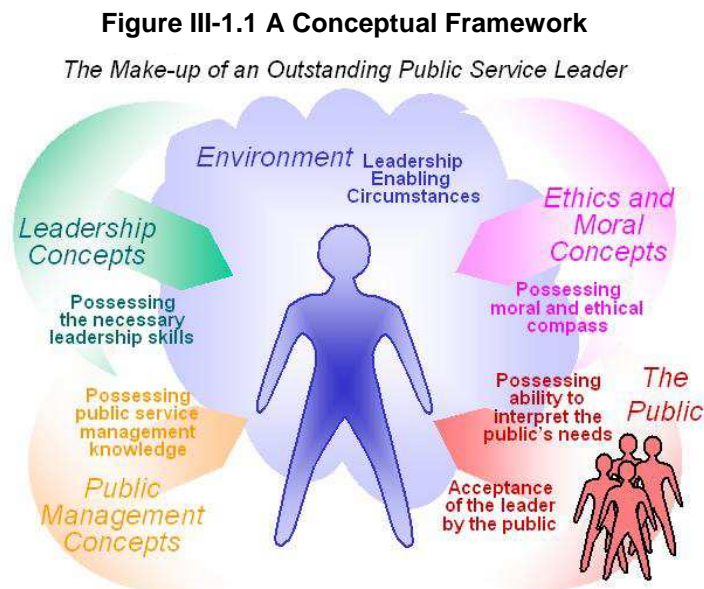 Figure III-1.1 A Conceptual Framework
The Make-up of an Outstanding Public Service Leader
Environment
Leadership
Enabling
Circumstances
Leadership
Concepts
Possessing
the necessary
leadership skills
Ethics and
Moral
Concepts
Possessing
moral and ethical
compass
Possessing
public service
management
knowledge
Public
Management
Concepts
Possessing
ability to
interpret the
public's needs
The
Public
Acceptance
of the leader
by the public